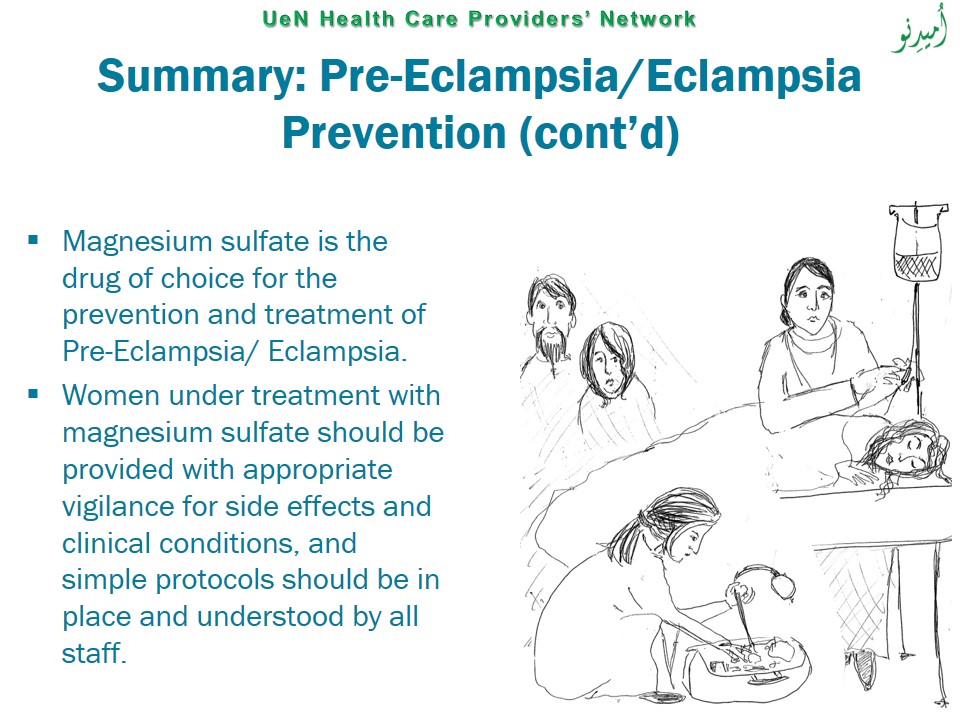 UeN Health Care Providers’ Network
اُميدِنو
Summary: Pre-Eclampsia/Eclampsia
Prevention (cont’d)
▪ Magnesium sulfate is the
drug of choice for the
prevention and treatment of
Pre-Eclampsia/ Eclampsia.
▪ Women under treatment with
magnesium sulfate should be
provided with appropriate
vigilance for side effects and
clinical conditions, and
simple protocols should be in
place and understood by all
staff.